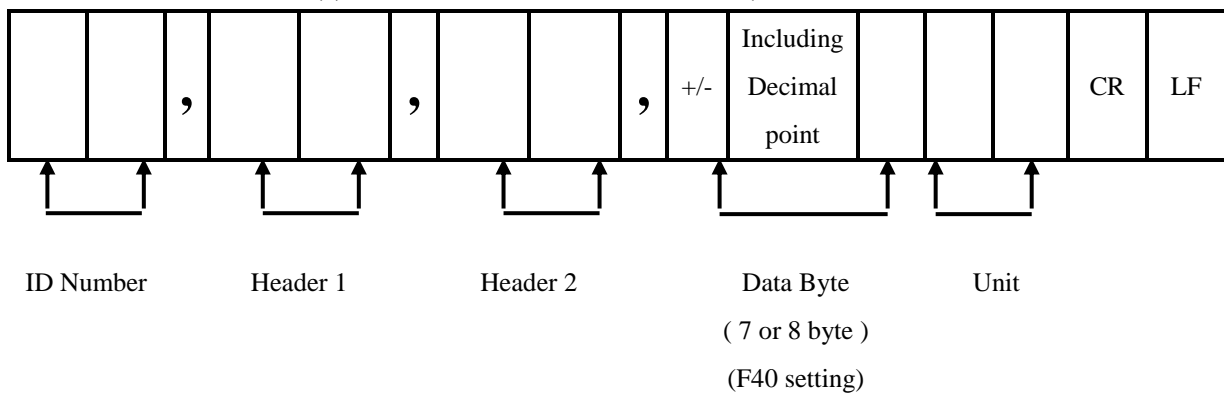 Including
Decimal
point
, , , +/- CR LF
ID Number Header 1 Header 2 Data Byte Unit
( 7 or 8 byte )
(F40 setting)